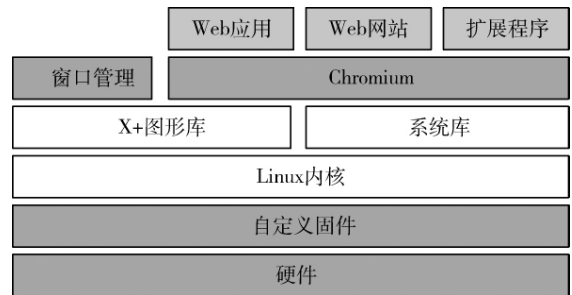 Web应用 Web网站 扩展程序
窗口管理 Chromium
X+图形库 系统库
Linux内核
自定义固件
硬件